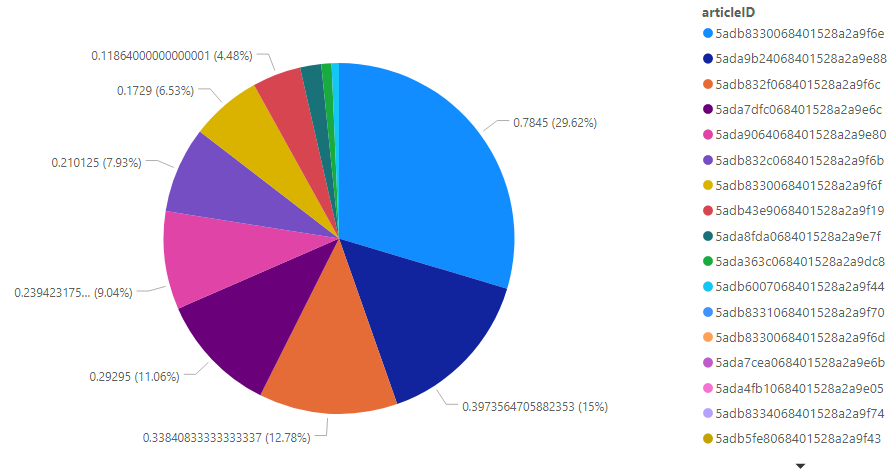 articleID
5adb8330068401528a2a9f6e
5ada9b24068401528a2a9e88
5adb832f068401528a2a9f6c
5ada7dfc068401528a2a9e6c
5ada9064068401528a2a9e80
5adb832c068401528a2a9f6b
5adb8330068401528a2a9f6f
5adb43e9068401528a2a9f19
5ada8fda068401528a2a9e7f
5ada363c068401528a2a9dc8
5adb6007068401528a2a9f44
5adb8331068401528a2a9f70
5adb8330068401528a2a9f6d
5ada7cea068401528a2a9e6b
5ada4fb1068401528a2a9e05
5adb8334068401528a2a9f74
5adb5fe8068401528a2a9f43
0.11864000000000001 (4.48%)
0.1729 (6.53%)
0.7845 (29.62%)
0.210125 (7.93%)
0.239423175... (9.04%)
0.29295 (11.06%)
0.3973564705882353 (15%)
0.33840833333333337 (12.78%)